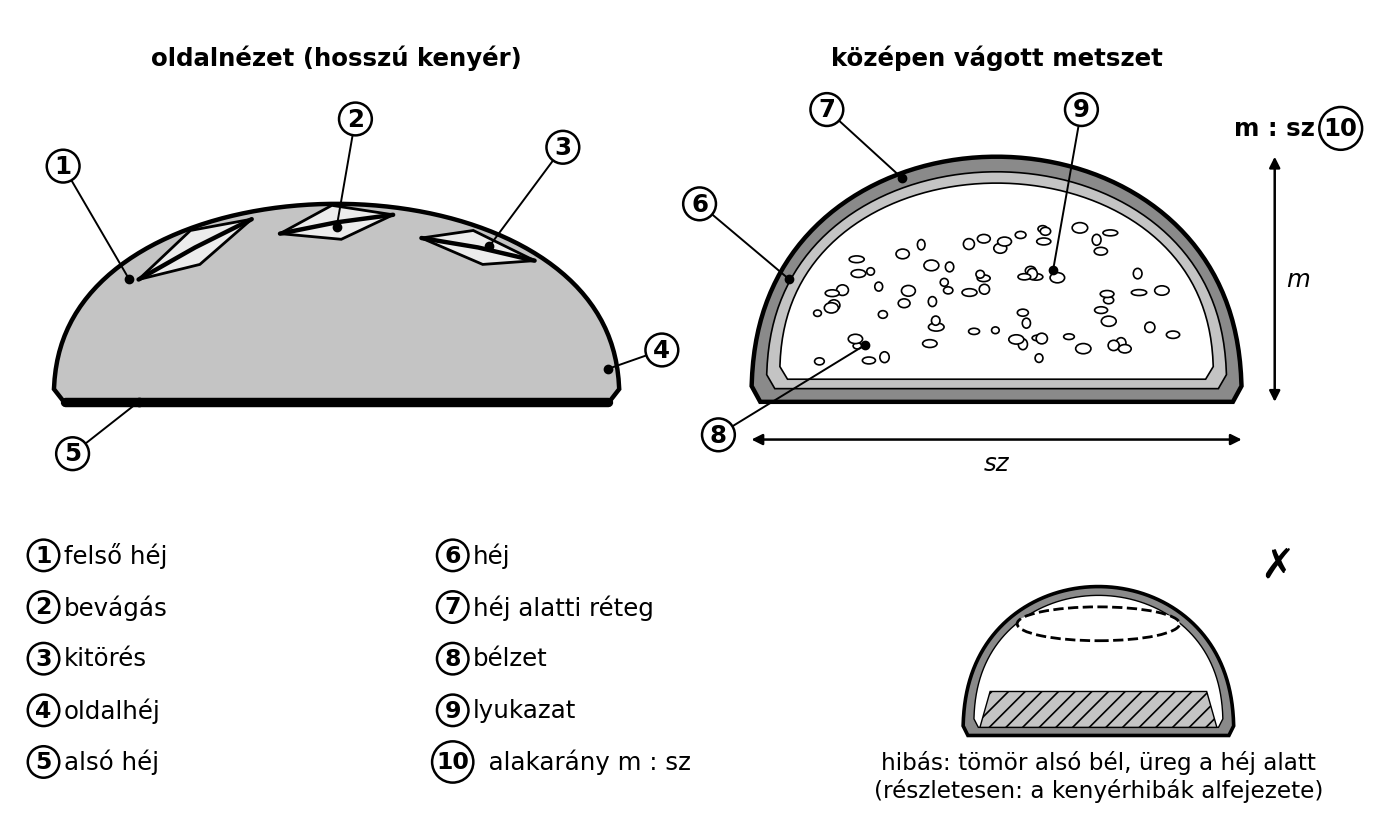 oldalnézet (hosszú kenyér)
középen vágott metszet
1
2
3
4
5
6
7
8
9
m : sz 10
m
sz
1 felső héj
2 bevágás
3 kitörés
4 oldalhéj
5 alsó héj
6 héj
7 héj alatti réteg
8 bélzet
9 lyukazat
10 alakarány m : sz
✗
hibás: tömör alsó bél, üreg a héj alatt
(részletesen: a kenyérhibák alfejezete)